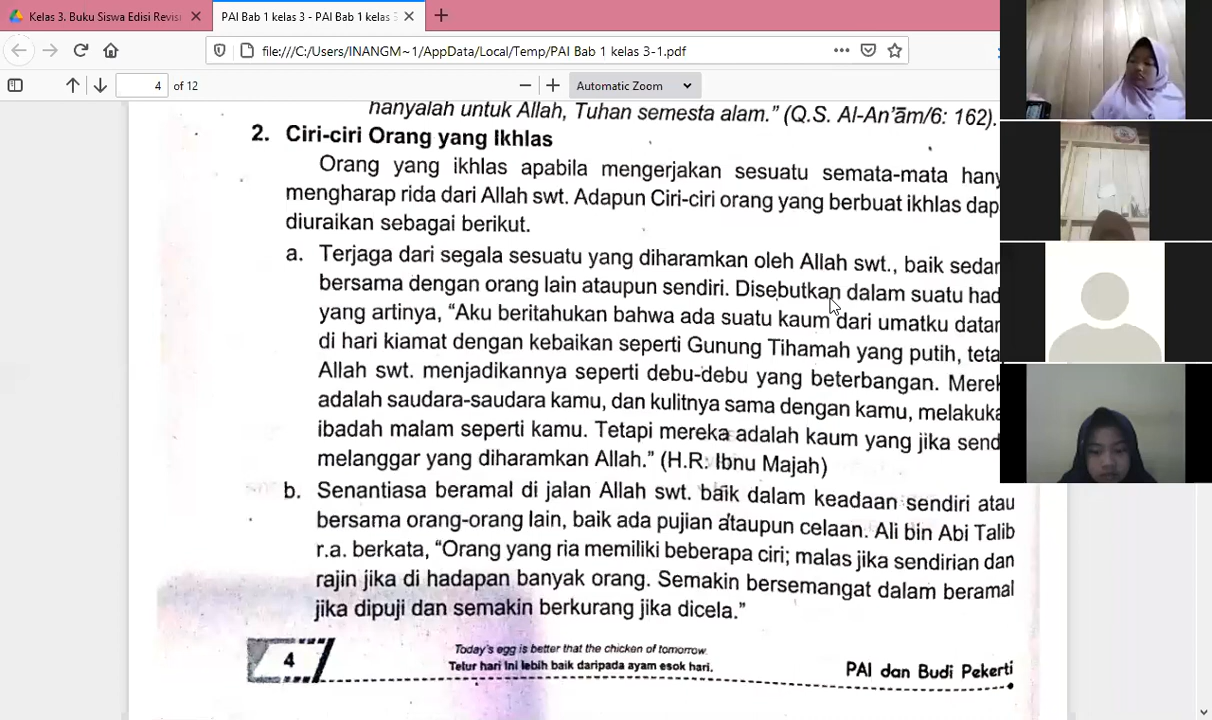 Kelas 3. Buku Siswa Edisi Revisi
PAI Bab 1 kelas 3 - PAI Bab 1 kelas 3
file:///C:/Users/INANGM~1/AppData/Local/Temp/PAI Bab 1 kelas 3-1.pdf
4 of 12
Automatic Zoom
hanyalah untuk Allah, Tuhan semesta alam.” (Q.S. Al-An’ām/6: 162).
2. Ciri-ciri Orang yang Ikhlas
Orang yang ikhlas apabila mengerjakan sesuatu semata-mata hany
mengharap rida dari Allah swt. Adapun Ciri-ciri orang yang berbuat ikhlas dap
diuraikan sebagai berikut.
a. Terjaga dari segala sesuatu yang diharamkan oleh Allah swt., baik sedan
bersama dengan orang lain ataupun sendiri. Disebutkan dalam suatu had
yang artinya, “Aku beritahukan bahwa ada suatu kaum dari umatku datan
di hari kiamat dengan kebaikan seperti Gunung Tihamah yang putih, teta
Allah swt. menjadikannya seperti debu-debu yang beterbangan. Merek
adalah saudara-saudara kamu, dan kulitnya sama dengan kamu, melakuka
ibadah malam seperti kamu. Tetapi mereka adalah kaum yang jika send
melanggar yang diharamkan Allah.” (H.R. Ibnu Majah)
b. Senantiasa beramal di jalan Allah swt. baik dalam keadaan sendiri atau
bersama orang-orang lain, baik ada pujian ataupun celaan. Ali bin Abi Talib
r.a. berkata, “Orang yang ria memiliki beberapa ciri; malas jika sendirian dan
rajin jika di hadapan banyak orang. Semakin bersemangat dalam beramal
jika dipuji dan semakin berkurang jika dicela.”
4
Today's egg is better that the chicken of tomorrow.
Telur hari ini lebih baik daripada ayam esok hari.
PAI dan Budi Pekerti